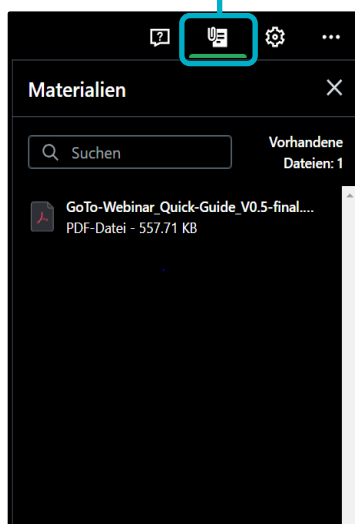 Materialien
Suchen
Vorhandene
Dateien: 1
GoTo-Webinar_Quick-Guide_V0.5-final....
PDF-Datei - 557.71 KB